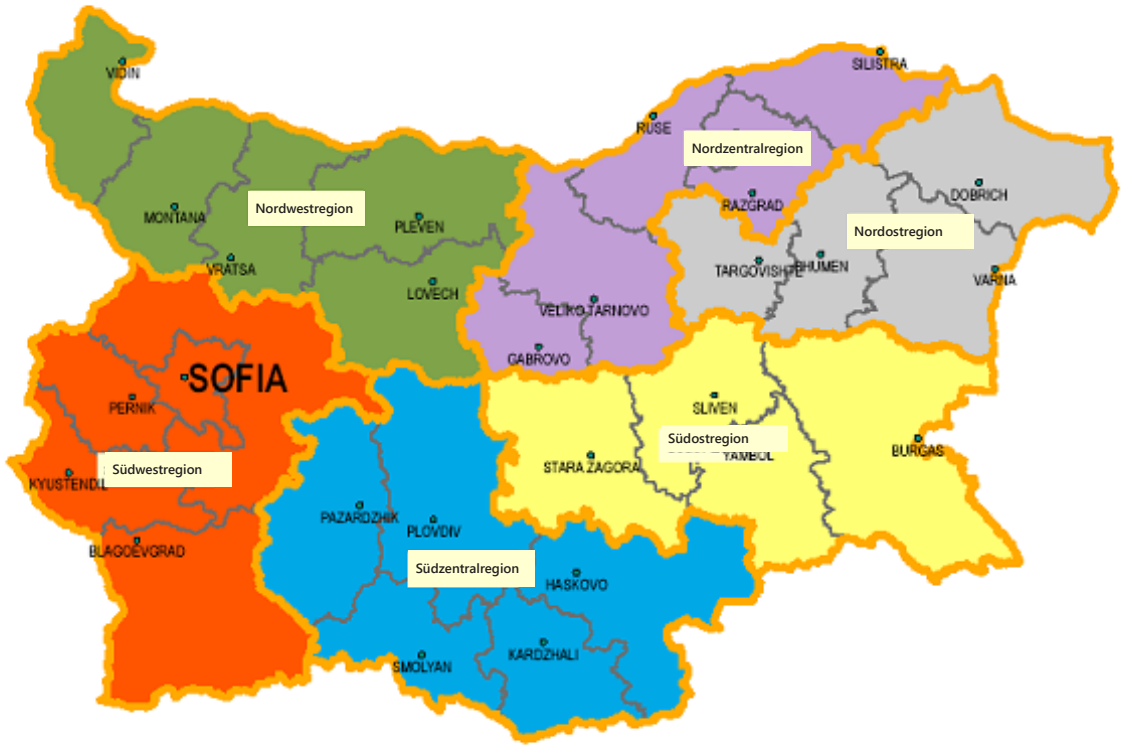 VIDIN
SILISTRA
RUSE
Nordzentralregion
RAZGRAD
DOBRICH
Nordwestregion
MONTANA
PLEVEN
Nordostregion
VRATSA
TARGOVISHTE
BHUMEN
VARNA
LOVECH
VELIKO TARNOVO
GABROVO
SOFIA
PERNIK
SLIVEN
Südostregion
YAMBOL
BURGAS
STARA ZAGORA
Südwestregion
KYUSTENDIL
PAZARDZHIK
PLOVDIV
BLAGOEVGRAD
Südzentralregion
HASKOVO
KARDZHALI
SMOLYAN